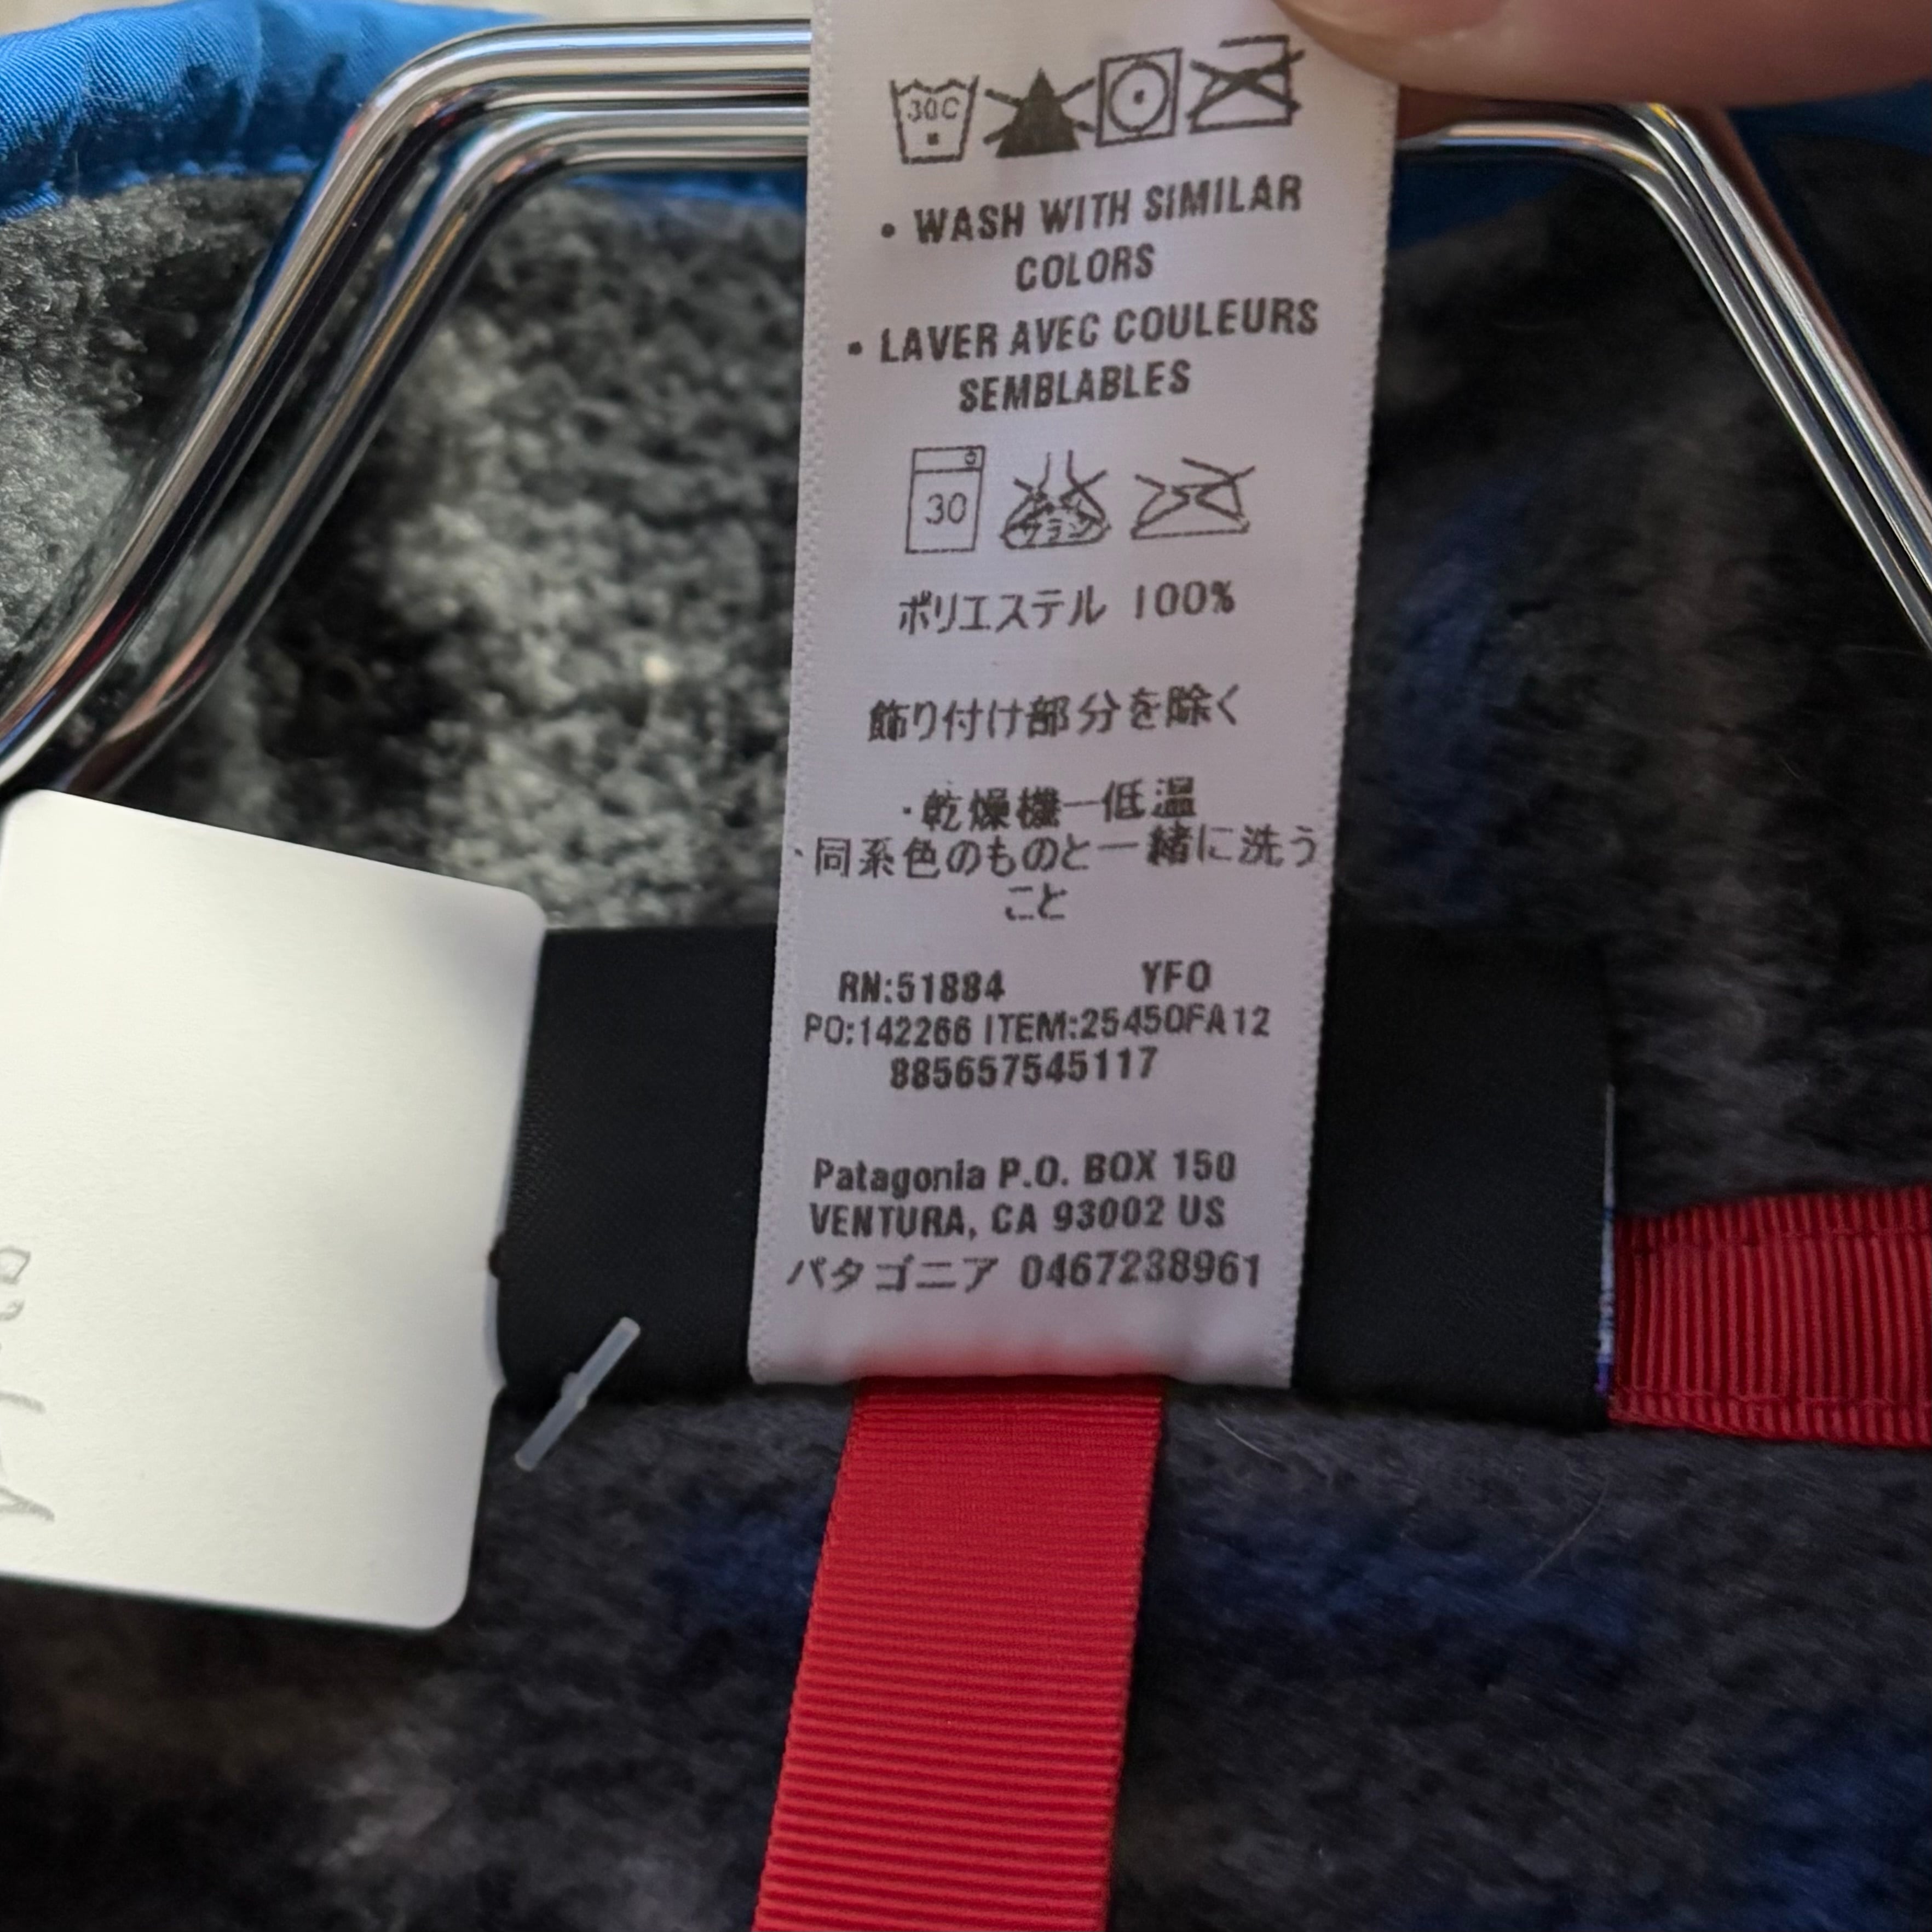 30C
• WASH WITH SIMILAR
COLORS
• LAVER AVEC COULEURS
SEMBLABLES
30
ポリエステル 100%
飾り付け部分を除く
・乾燥機—低温
・同系色のものと一緒に洗う
こと
RN:51884 YFO
PO:142266 ITEM:25450FA12
885657545117
Patagonia P.O. BOX 150
VENTURA, CA 93002 US
パタゴニア 0467238961